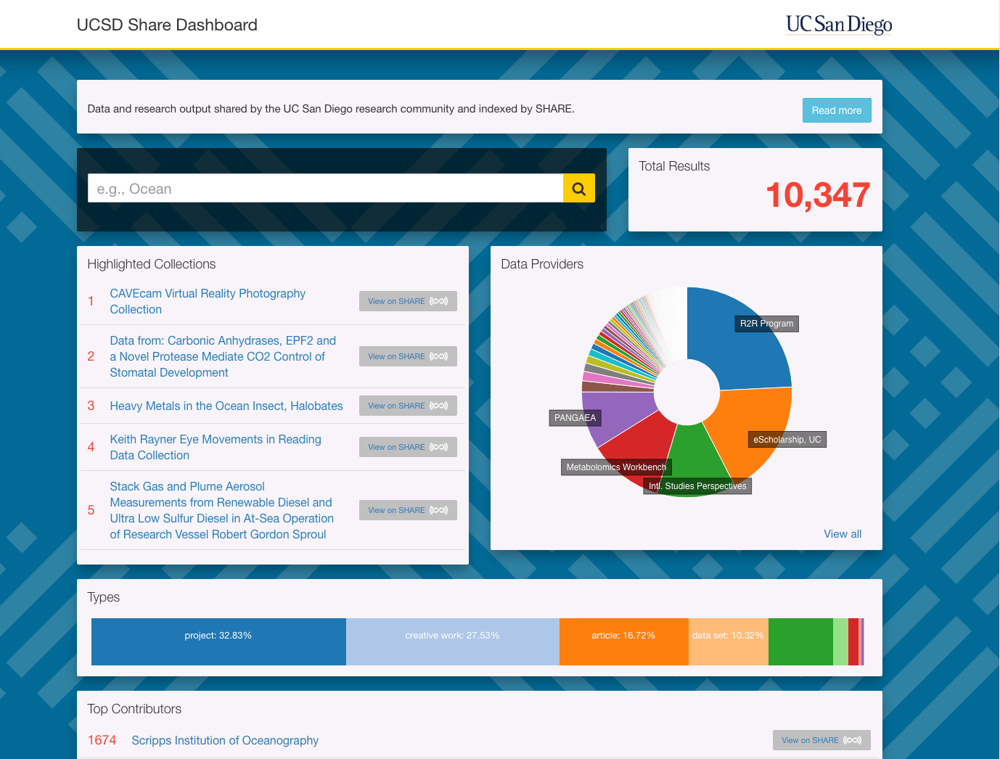 UCSD Share Dashboard
UC San Diego
Data and research output shared by the UC San Diego research community and indexed by SHARE.
Read more
e.g., Ocean
Total Results
10,347
Highlighted Collections
1
CAVEcam Virtual Reality Photography
Collection
View on SHARE
2
Data from: Carbonic Anhydrases, EPF2 and
a Novel Protease Mediate CO2 Control of
Stomatal Development
View on SHARE
3
Heavy Metals in the Ocean Insect, Halobates
View on SHARE
4
Keith Rayner Eye Movements in Reading
Data Collection
View on SHARE
5
Stack Gas and Plume Aerosol
Measurements from Renewable Diesel and
Ultra Low Sulfur Diesel in At-Sea Operation
of Research Vessel Robert Gordon Sproul
View on SHARE
Data Providers
R2R Program
PANGAEA
eScholarship, UC
Metabolomics Workbench
Intl. Studies Perspectives
View all
Types
project: 32.83%
creative work: 27.53%
article: 16.72%
data set: 10.32%
Top Contributors
1674
Scripps Institution of Oceanography
View on SHARE